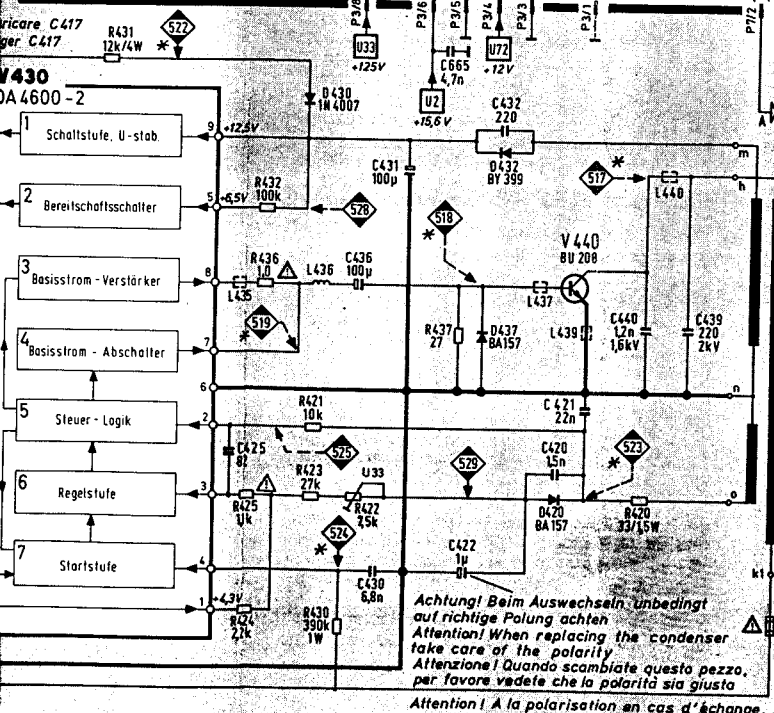 P3/8
P3/6
P3/5
P3/4
P3/3
P3/1
P7/2
ricare C417
ger C417
R431
12k/4W
522
*
U33
+125V
C665
4,7n
U72
+12V
U2
+15,6V
V430
DA 4600-2
D430
1N4007
C432
220
A
1
Schaltstufe, U-stab.
9
+12,5V
D432
BY 399
m
C431
100µ
517
*
h
2
Bereitschaftsschalter
5
+6,5V
R432
100k
528
518
*
L440
V 440
BU 208
3
Basisstrom-Verstärker
8
L435
R436
1,0
L436
C436
100µ
L437
L439
4
Basisstrom - Abschalter
7
519
*
R437
27
D437
BA157
C440
1,2n
1,6kV
C439
220
2kV
6
n
5
Steuer-Logik
2
R421
10k
C421
22n
C425
525
U33
529
C420
1,5n
523
*
6
Regelstufe
3
R425
11k
R423
27k
R422
2,5k
D420
BA157
R420
33/1,5W
o
524
*
7
Startstufe
4
C430
6,8n
C422
1µ
k1
1
+4,3V
R424
2,2k
R430
390k
1W
Achtung! Beim Auswechseln unbedingt
auf richtige Polung achten
Attention! When replacing the condenser
take care of the polarity
Attenzione! Quando scambiate questo pezzo,
per favore vedete che la polarità sia giusta
Attention! A la polarisation en cas d'échange